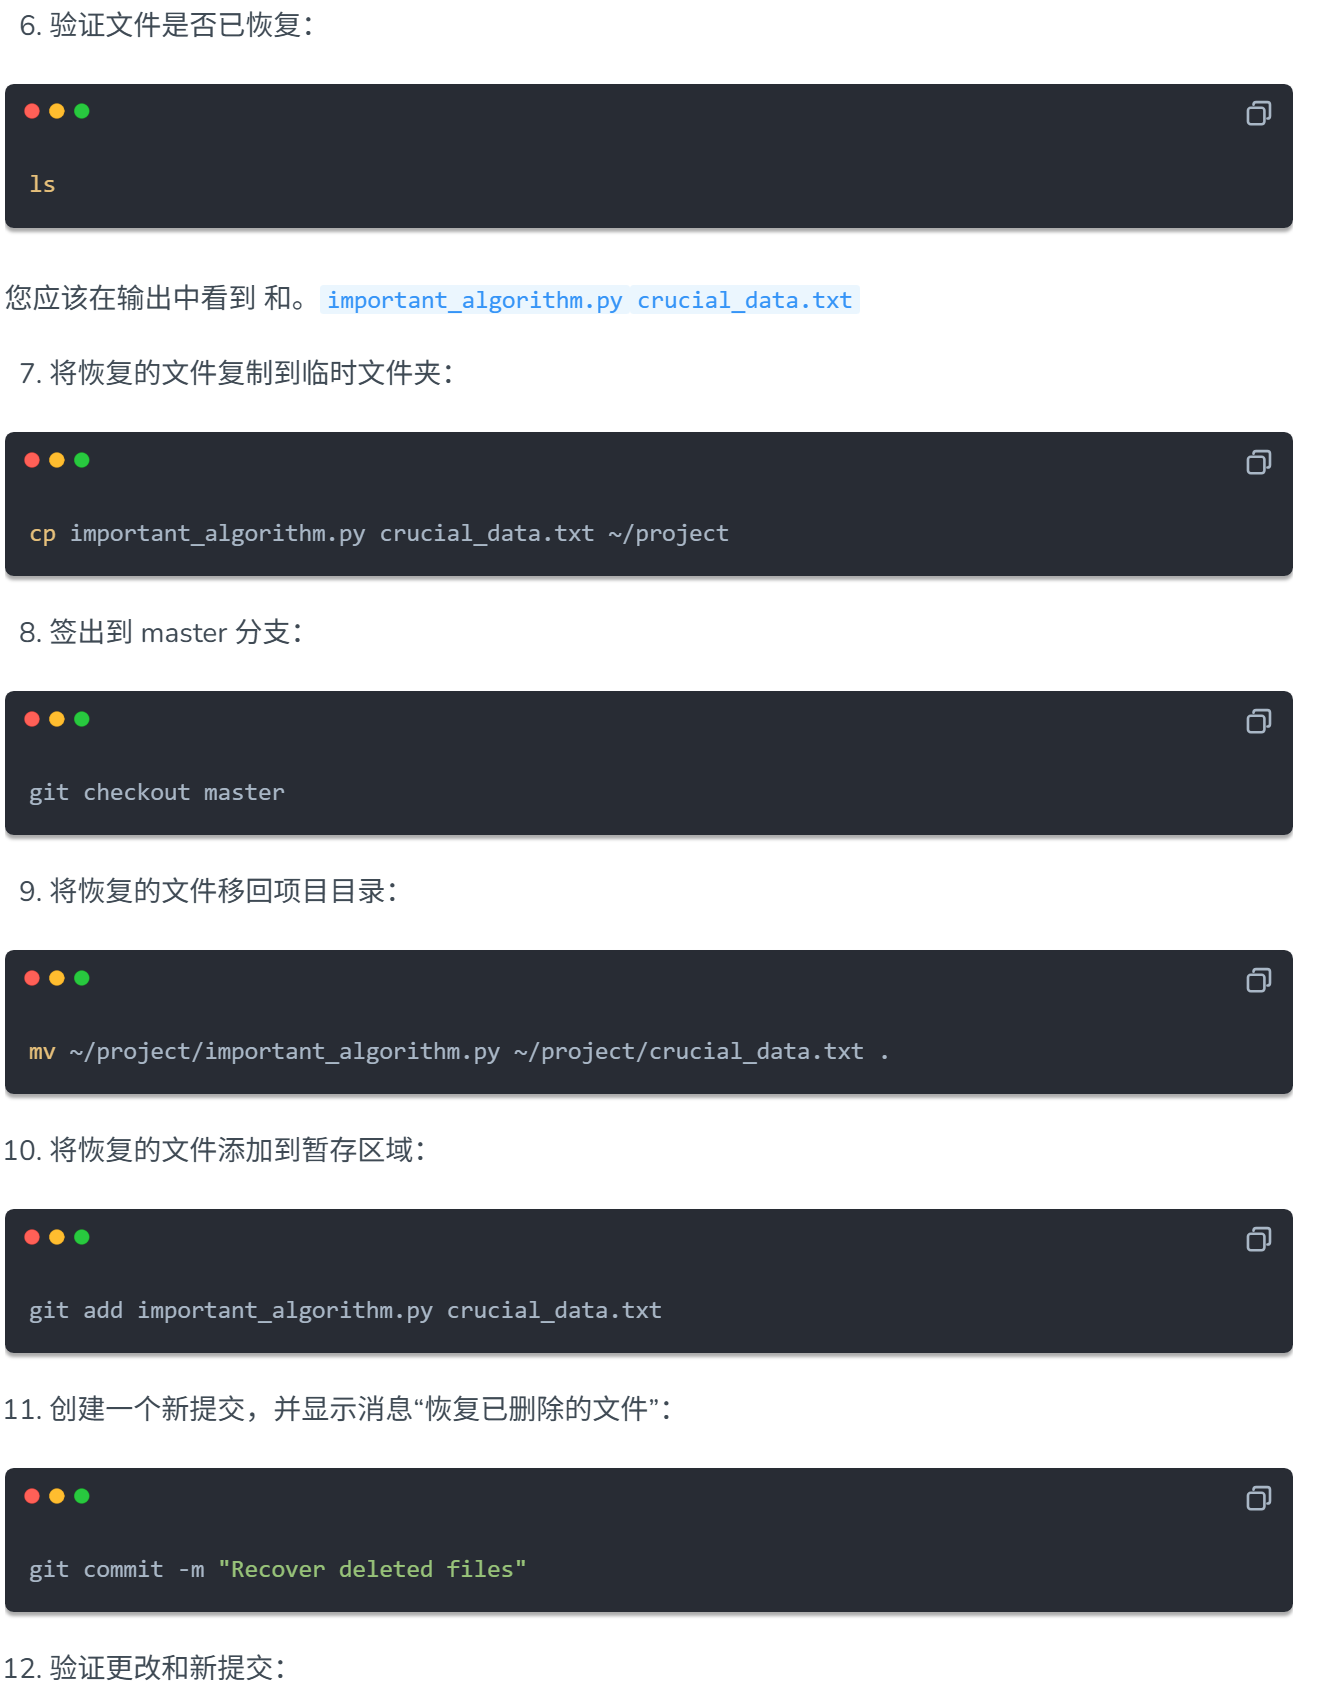 6. 验证文件是否已恢复：
ls
您应该在输出中看到 和。important_algorithm.py crucial_data.txt
7. 将恢复的文件复制到临时文件夹：
cp important_algorithm.py crucial_data.txt ~/project
8. 签出到 master 分支：
git checkout master
9. 将恢复的文件移回项目目录：
mv ~/project/important_algorithm.py ~/project/crucial_data.txt .
10. 将恢复的文件添加到暂存区域：
git add important_algorithm.py crucial_data.txt
11. 创建一个新提交，并显示消息“恢复已删除的文件”：
git commit -m "Recover deleted files"
12. 验证更改和新提交：